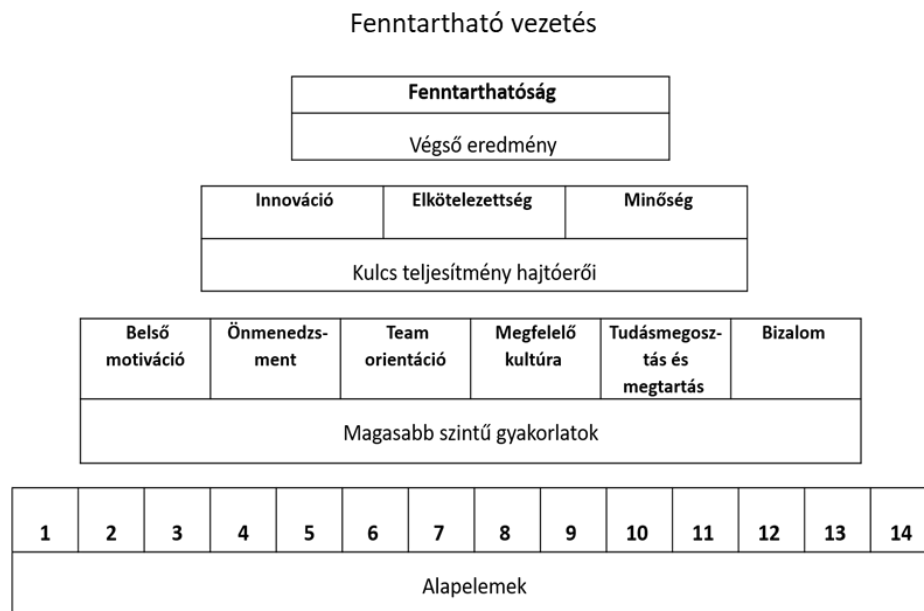 Fenntartható vezetés
Fenntarthatóság
Végső eredmény
Innováció Elkötelezettség Minőség
Kulcs teljesítmény hajtóerői
Belső Önmenedzs- Team Megfelelő Tudásmegosz- Bizalom
motiváció ment orientáció kultúra tás és
megtartás
Magasabb szintű gyakorlatok
1 2 3 4 5 6 7 8 9 10 11 12 13 14
Alapelemek